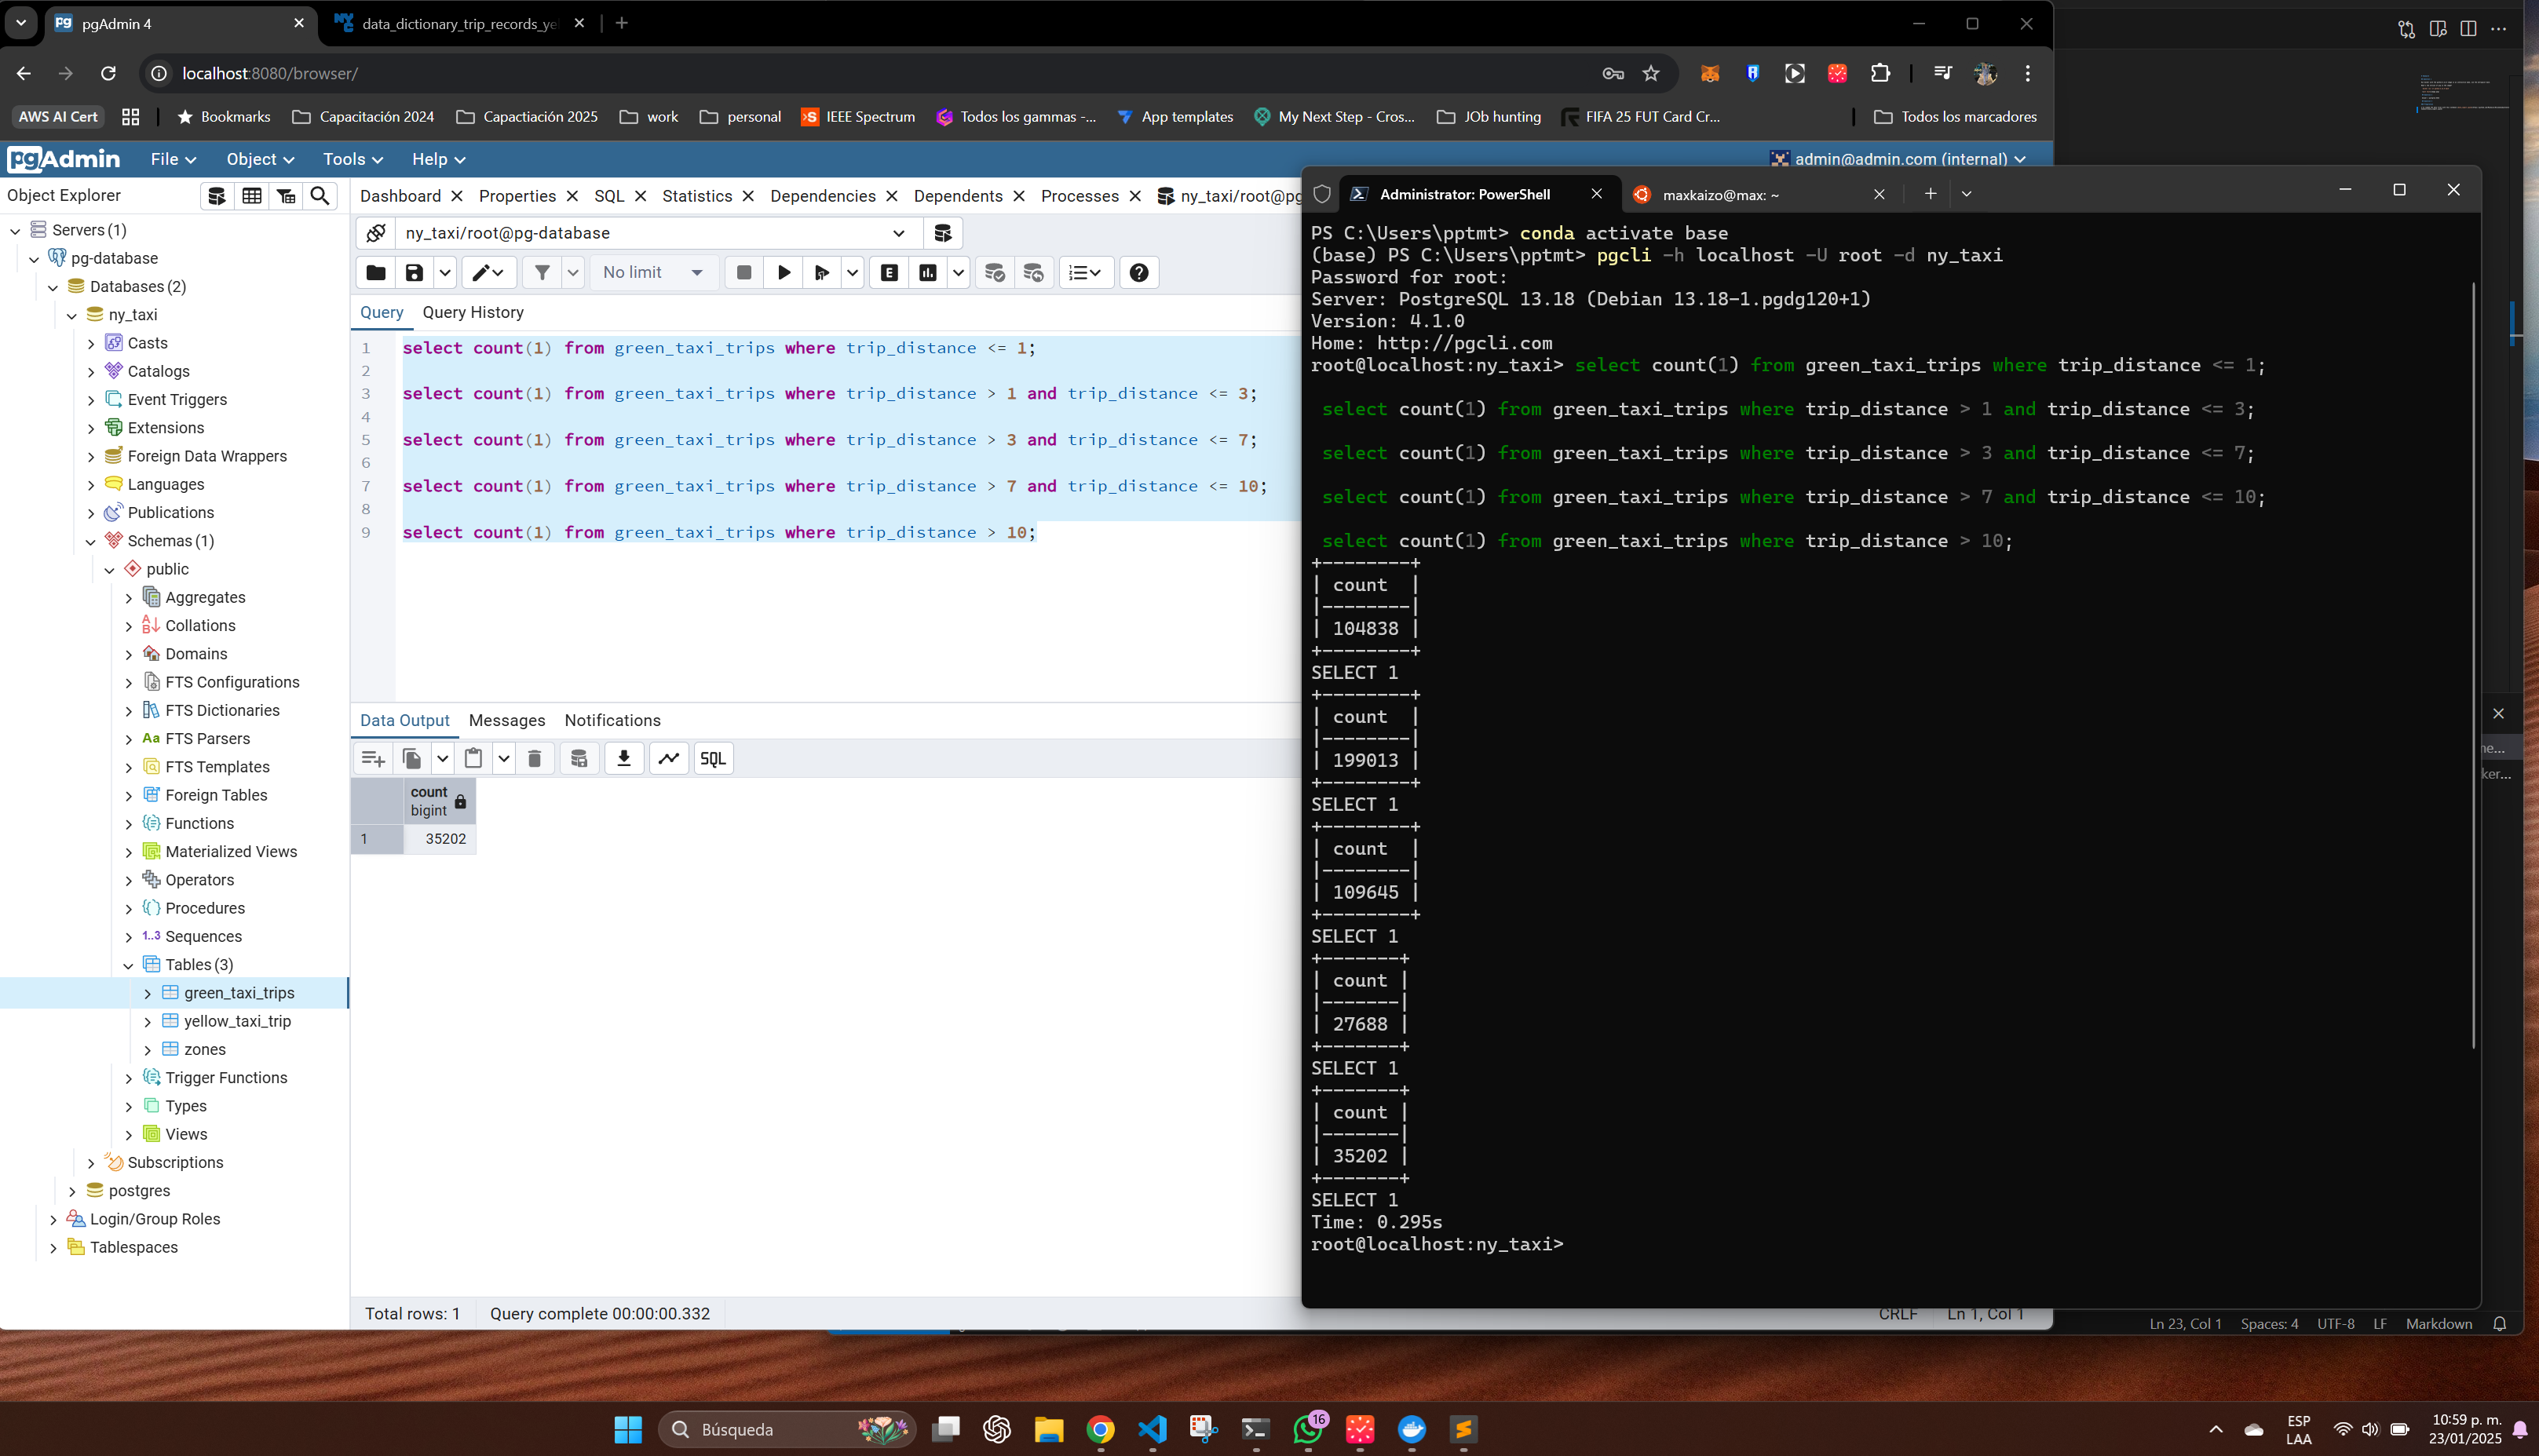 pgAdmin 4
data_dictionary_trip_records_ye
localhost:8080/browser/
AWS AI Cert
Bookmarks
Capacitación 2024
Capactiación 2025
work
personal
IEEE Spectrum
Todos los gammas -...
App templates
My Next Step - Cros...
JOb hunting
FIFA 25 FUT Card Cr...
Todos los marcadores
pgAdmin
File
Object
Tools
Help
admin@admin.com (internal)
Object Explorer
Servers (1)
pg-database
Databases (2)
ny_taxi
Casts
Catalogs
Event Triggers
Extensions
Foreign Data Wrappers
Languages
Publications
Schemas (1)
public
Aggregates
Collations
Domains
FTS Configurations
FTS Dictionaries
Aa FTS Parsers
FTS Templates
Foreign Tables
Functions
Materialized Views
Operators
Procedures
1..3 Sequences
Tables (3)
green_taxi_trips
yellow_taxi_trip
zones
Trigger Functions
Types
Views
Subscriptions
postgres
Login/Group Roles
Tablespaces
Dashboard
Properties
SQL
Statistics
Dependencies
Dependents
Processes
ny_taxi/root@pg
ny_taxi/root@pg-database
No limit
E
Query
Query History
1 select count(1) from green_taxi_trips where trip_distance <= 1;
2
3 select count(1) from green_taxi_trips where trip_distance > 1 and trip_distance <= 3;
4
5 select count(1) from green_taxi_trips where trip_distance > 3 and trip_distance <= 7;
6
7 select count(1) from green_taxi_trips where trip_distance > 7 and trip_distance <= 10;
8
9 select count(1) from green_taxi_trips where trip_distance > 10;
Data Output
Messages
Notifications
SQL
count
bigint
1 35202
Total rows: 1
Query complete 00:00:00.332
CRLF
Ln 1, Col 1
Administrator: PowerShell
maxkaizo@max: ~
PS C:\Users\pptmt> conda activate base
(base) PS C:\Users\pptmt> pgcli -h localhost -U root -d ny_taxi
Password for root:
Server: PostgreSQL 13.18 (Debian 13.18-1.pgdg120+1)
Version: 4.1.0
Home: http://pgcli.com
root@localhost:ny_taxi> select count(1) from green_taxi_trips where trip_distance <= 1;
select count(1) from green_taxi_trips where trip_distance > 1 and trip_distance <= 3;
select count(1) from green_taxi_trips where trip_distance > 3 and trip_distance <= 7;
select count(1) from green_taxi_trips where trip_distance > 7 and trip_distance <= 10;
select count(1) from green_taxi_trips where trip_distance > 10;
+--------+
| count  |
|--------|
| 104838 |
+--------+
SELECT 1
+--------+
| count  |
|--------|
| 199013 |
+--------+
SELECT 1
+--------+
| count  |
|--------|
| 109645 |
+--------+
SELECT 1
+-------+
| count |
|-------|
| 27688 |
+-------+
SELECT 1
+-------+
| count |
|-------|
| 35202 |
+-------+
SELECT 1
Time: 0.295s
root@localhost:ny_taxi>
ne...
ker...
Ln 23, Col 1
Spaces: 4
UTF-8
LF
Markdown
Búsqueda
16
ESP
LAA
10:59 p. m.
23/01/2025